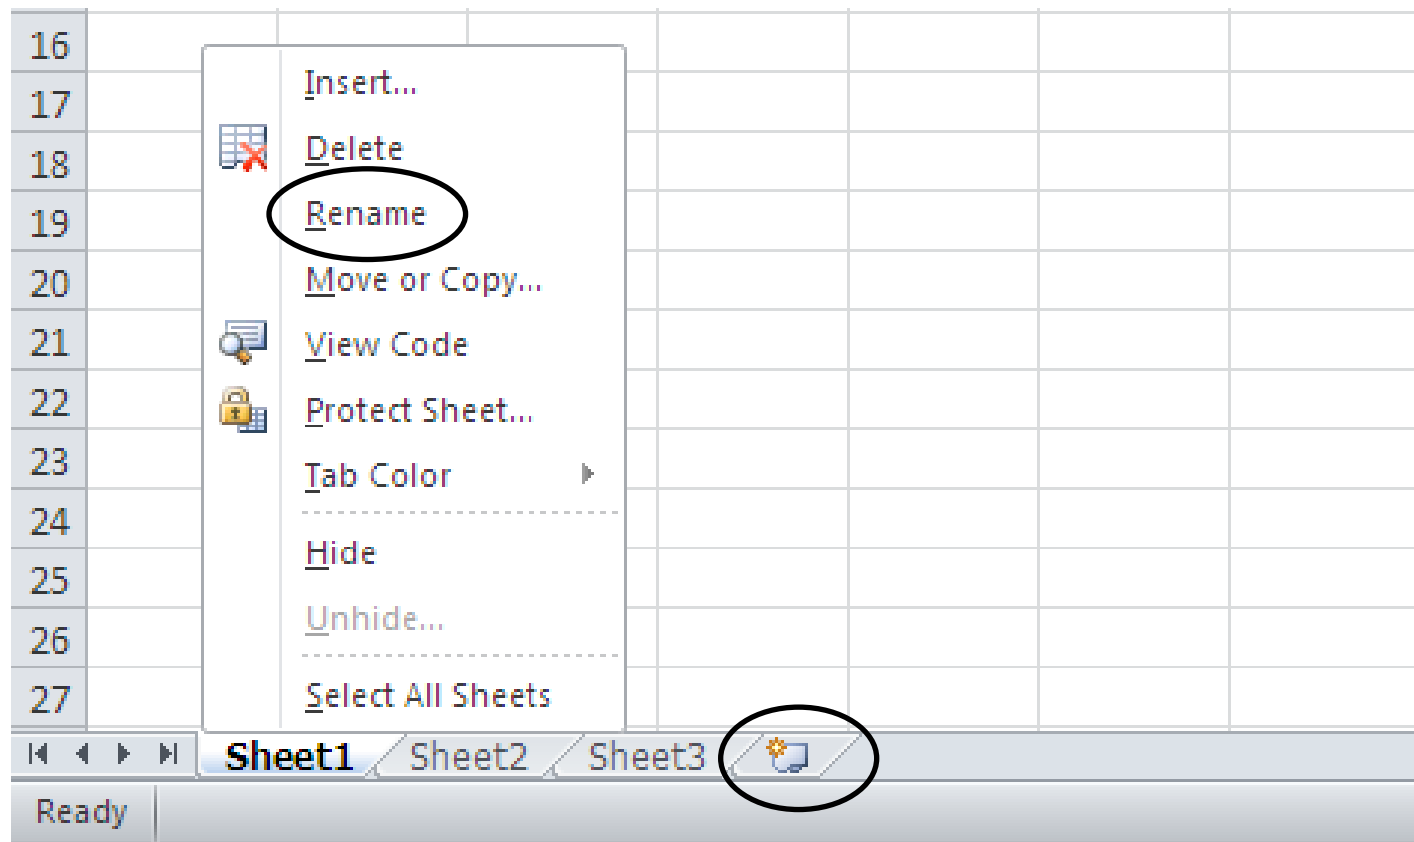 16
17
18
19
20
21
22
23
24
25
26
27
Insert...
Delete
Rename
Move or Copy...
View Code
Protect Sheet...
Tab Color
Hide
Unhide...
Select All Sheets
Sheet1 Sheet2 Sheet3
Ready